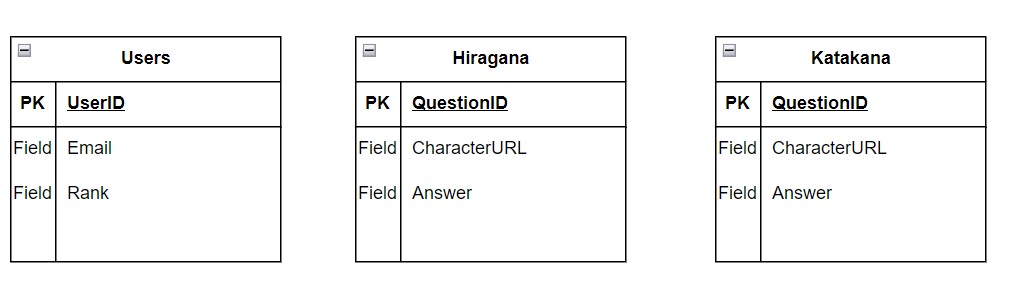 Users
PK UserID
Field Email
Field Rank
Hiragana
PK QuestionID
Field CharacterURL
Field Answer
Katakana
PK QuestionID
Field CharacterURL
Field Answer